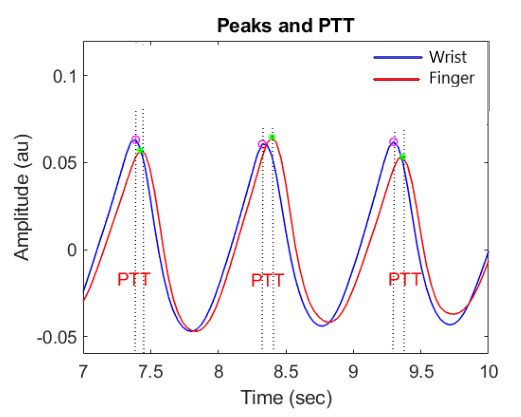 Peaks and PTT
Wrist
Finger
Amplitude (au)
0.1
0.05
0
-0.05
PTT PTT PTT
7 7.5 8 8.5 9 9.5 10
Time (sec)